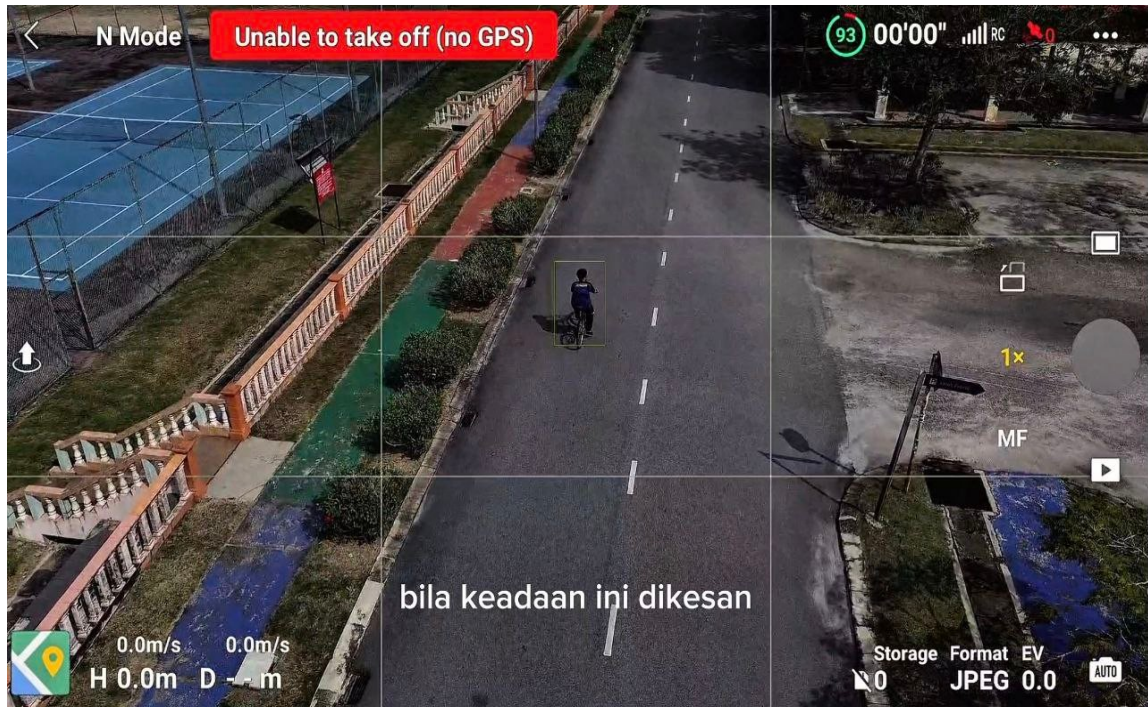 N Mode
Unable to take off (no GPS)
93 00'00" RC 0
1×
MF
bila keadaan ini dikesan
0.0m/s 0.0m/s
H 0.0m D -- m
Storage Format EV
0 JPEG 0.0
AUTO